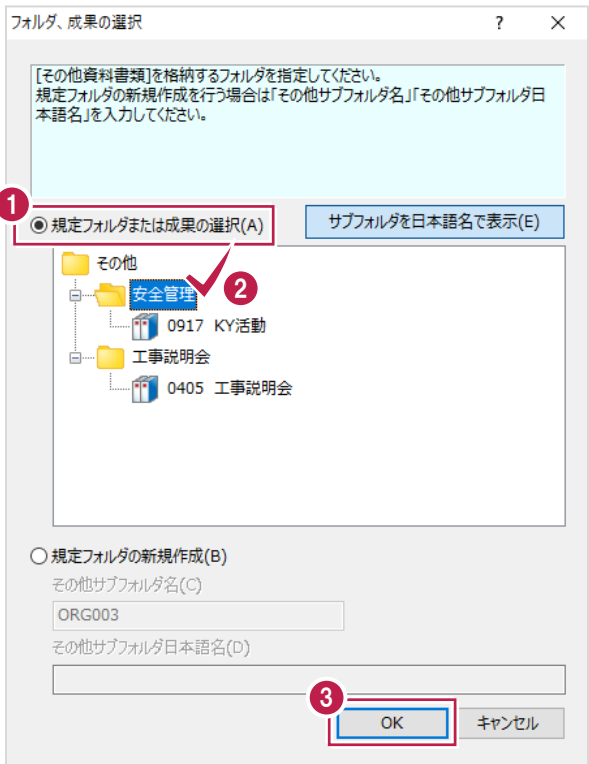 フォルダ、成果の選択
?
×
[その他資料書類]を格納するフォルダを指定してください。
規定フォルダの新規作成を行う場合は「その他サブフォルダ名」「その他サブフォルダ日
本語名」を入力してください。
1
規定フォルダまたは成果の選択(A)
サブフォルダを日本語名で表示(E)
その他
安全管理
2
0917 KY活動
工事説明会
0405 工事説明会
規定フォルダの新規作成(B)
その他サブフォルダ名(C)
ORG003
その他サブフォルダ日本語名(D)
3
OK
キャンセル